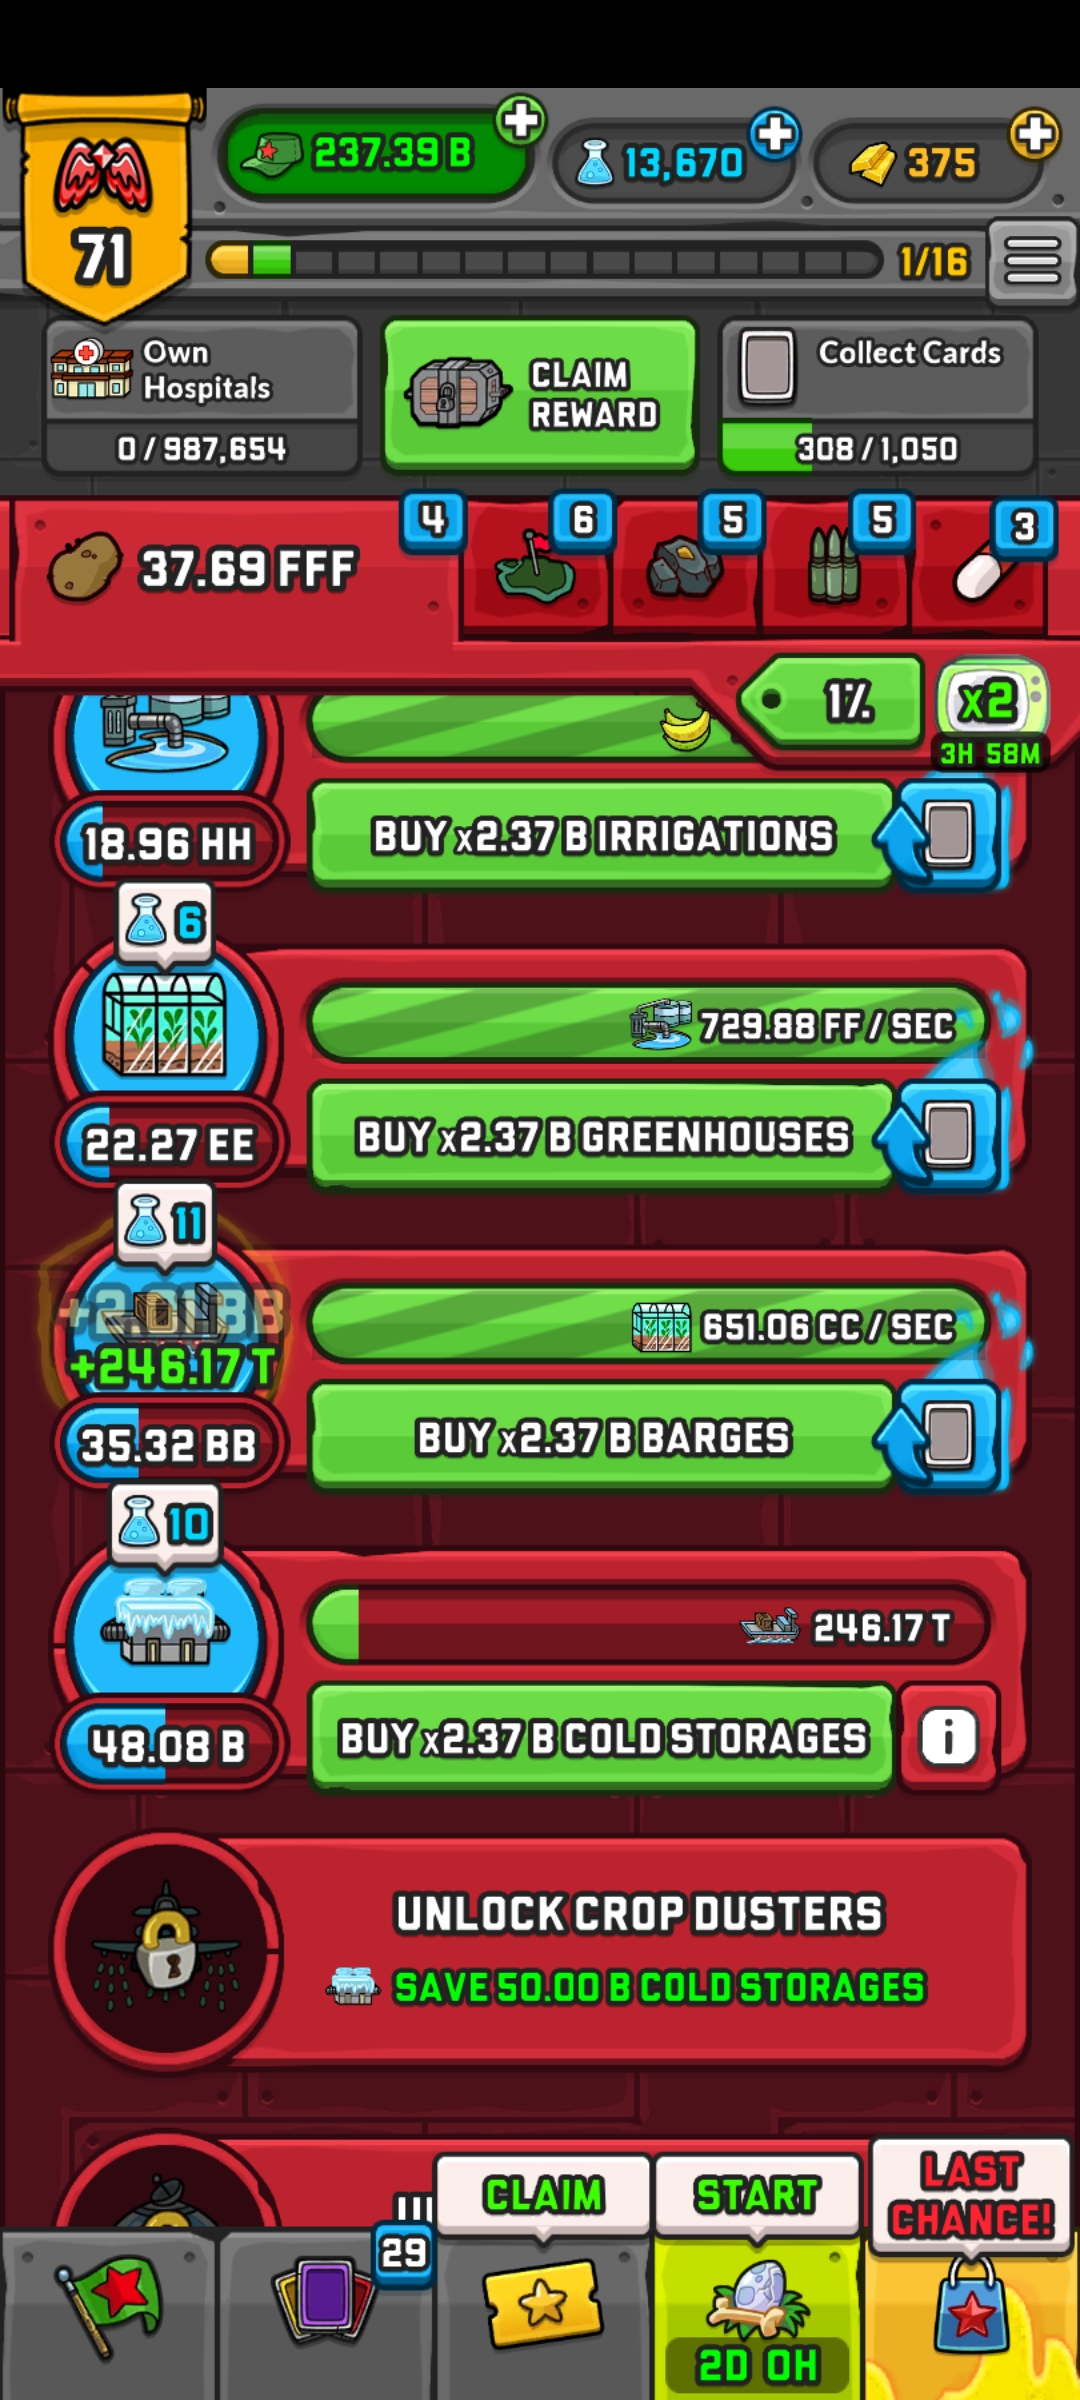 237.39 B
13,670
375
71
1/16
Own
Hospitals
0 / 987,654
CLAIM
REWARD
Collect Cards
308 / 1,050
37.69 FFF
4
6
5
5
3
1%
x2
3H 58M
18.96 HH
BUY x2.37 B IRRIGATIONS
6
729.88 FF / SEC
22.27 EE
BUY x2.37 B GREENHOUSES
11
+246.17 T
651.06 CC / SEC
35.32 BB
BUY x2.37 B BARGES
10
246.17 T
48.08 B
BUY x2.37 B COLD STORAGES
i
UNLOCK CROP DUSTERS
SAVE 50.00 B COLD STORAGES
CLAIM
START
LAST
CHANCE!
29
2D 0H